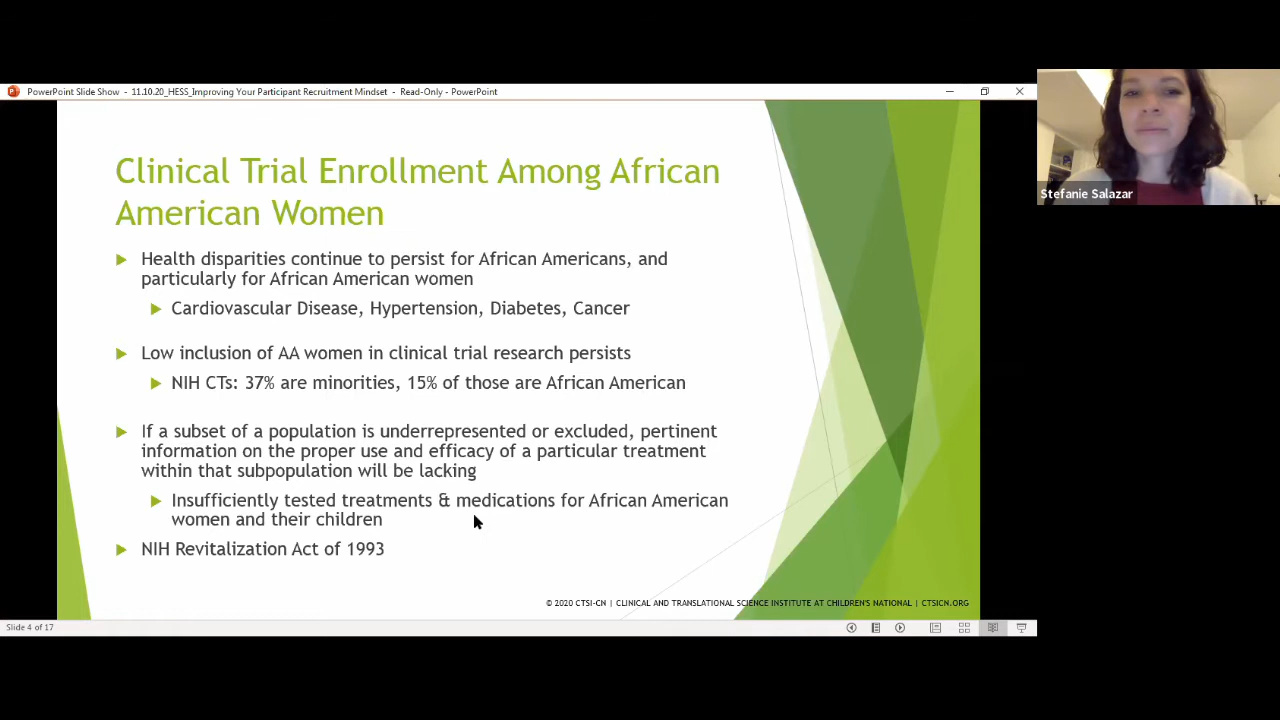 PowerPoint Slide Show - 11.10.20_HESS_Improving Your Participant Recruitment Mindset - Read-Only - PowerPoint
Clinical Trial Enrollment Among African
American Women
Health disparities continue to persist for African Americans, and
particularly for African American women
Cardiovascular Disease, Hypertension, Diabetes, Cancer
Low inclusion of AA women in clinical trial research persists
NIH CTs: 37% are minorities, 15% of those are African American
If a subset of a population is underrepresented or excluded, pertinent
information on the proper use and efficacy of a particular treatment
within that subpopulation will be lacking
Insufficiently tested treatments & medications for African American
women and their children
NIH Revitalization Act of 1993
© 2020 CTSI-CN | CLINICAL AND TRANSLATIONAL SCIENCE INSTITUTE AT CHILDREN'S NATIONAL | CTSICN.ORG
Slide 4 of 17
Stefanie Salazar